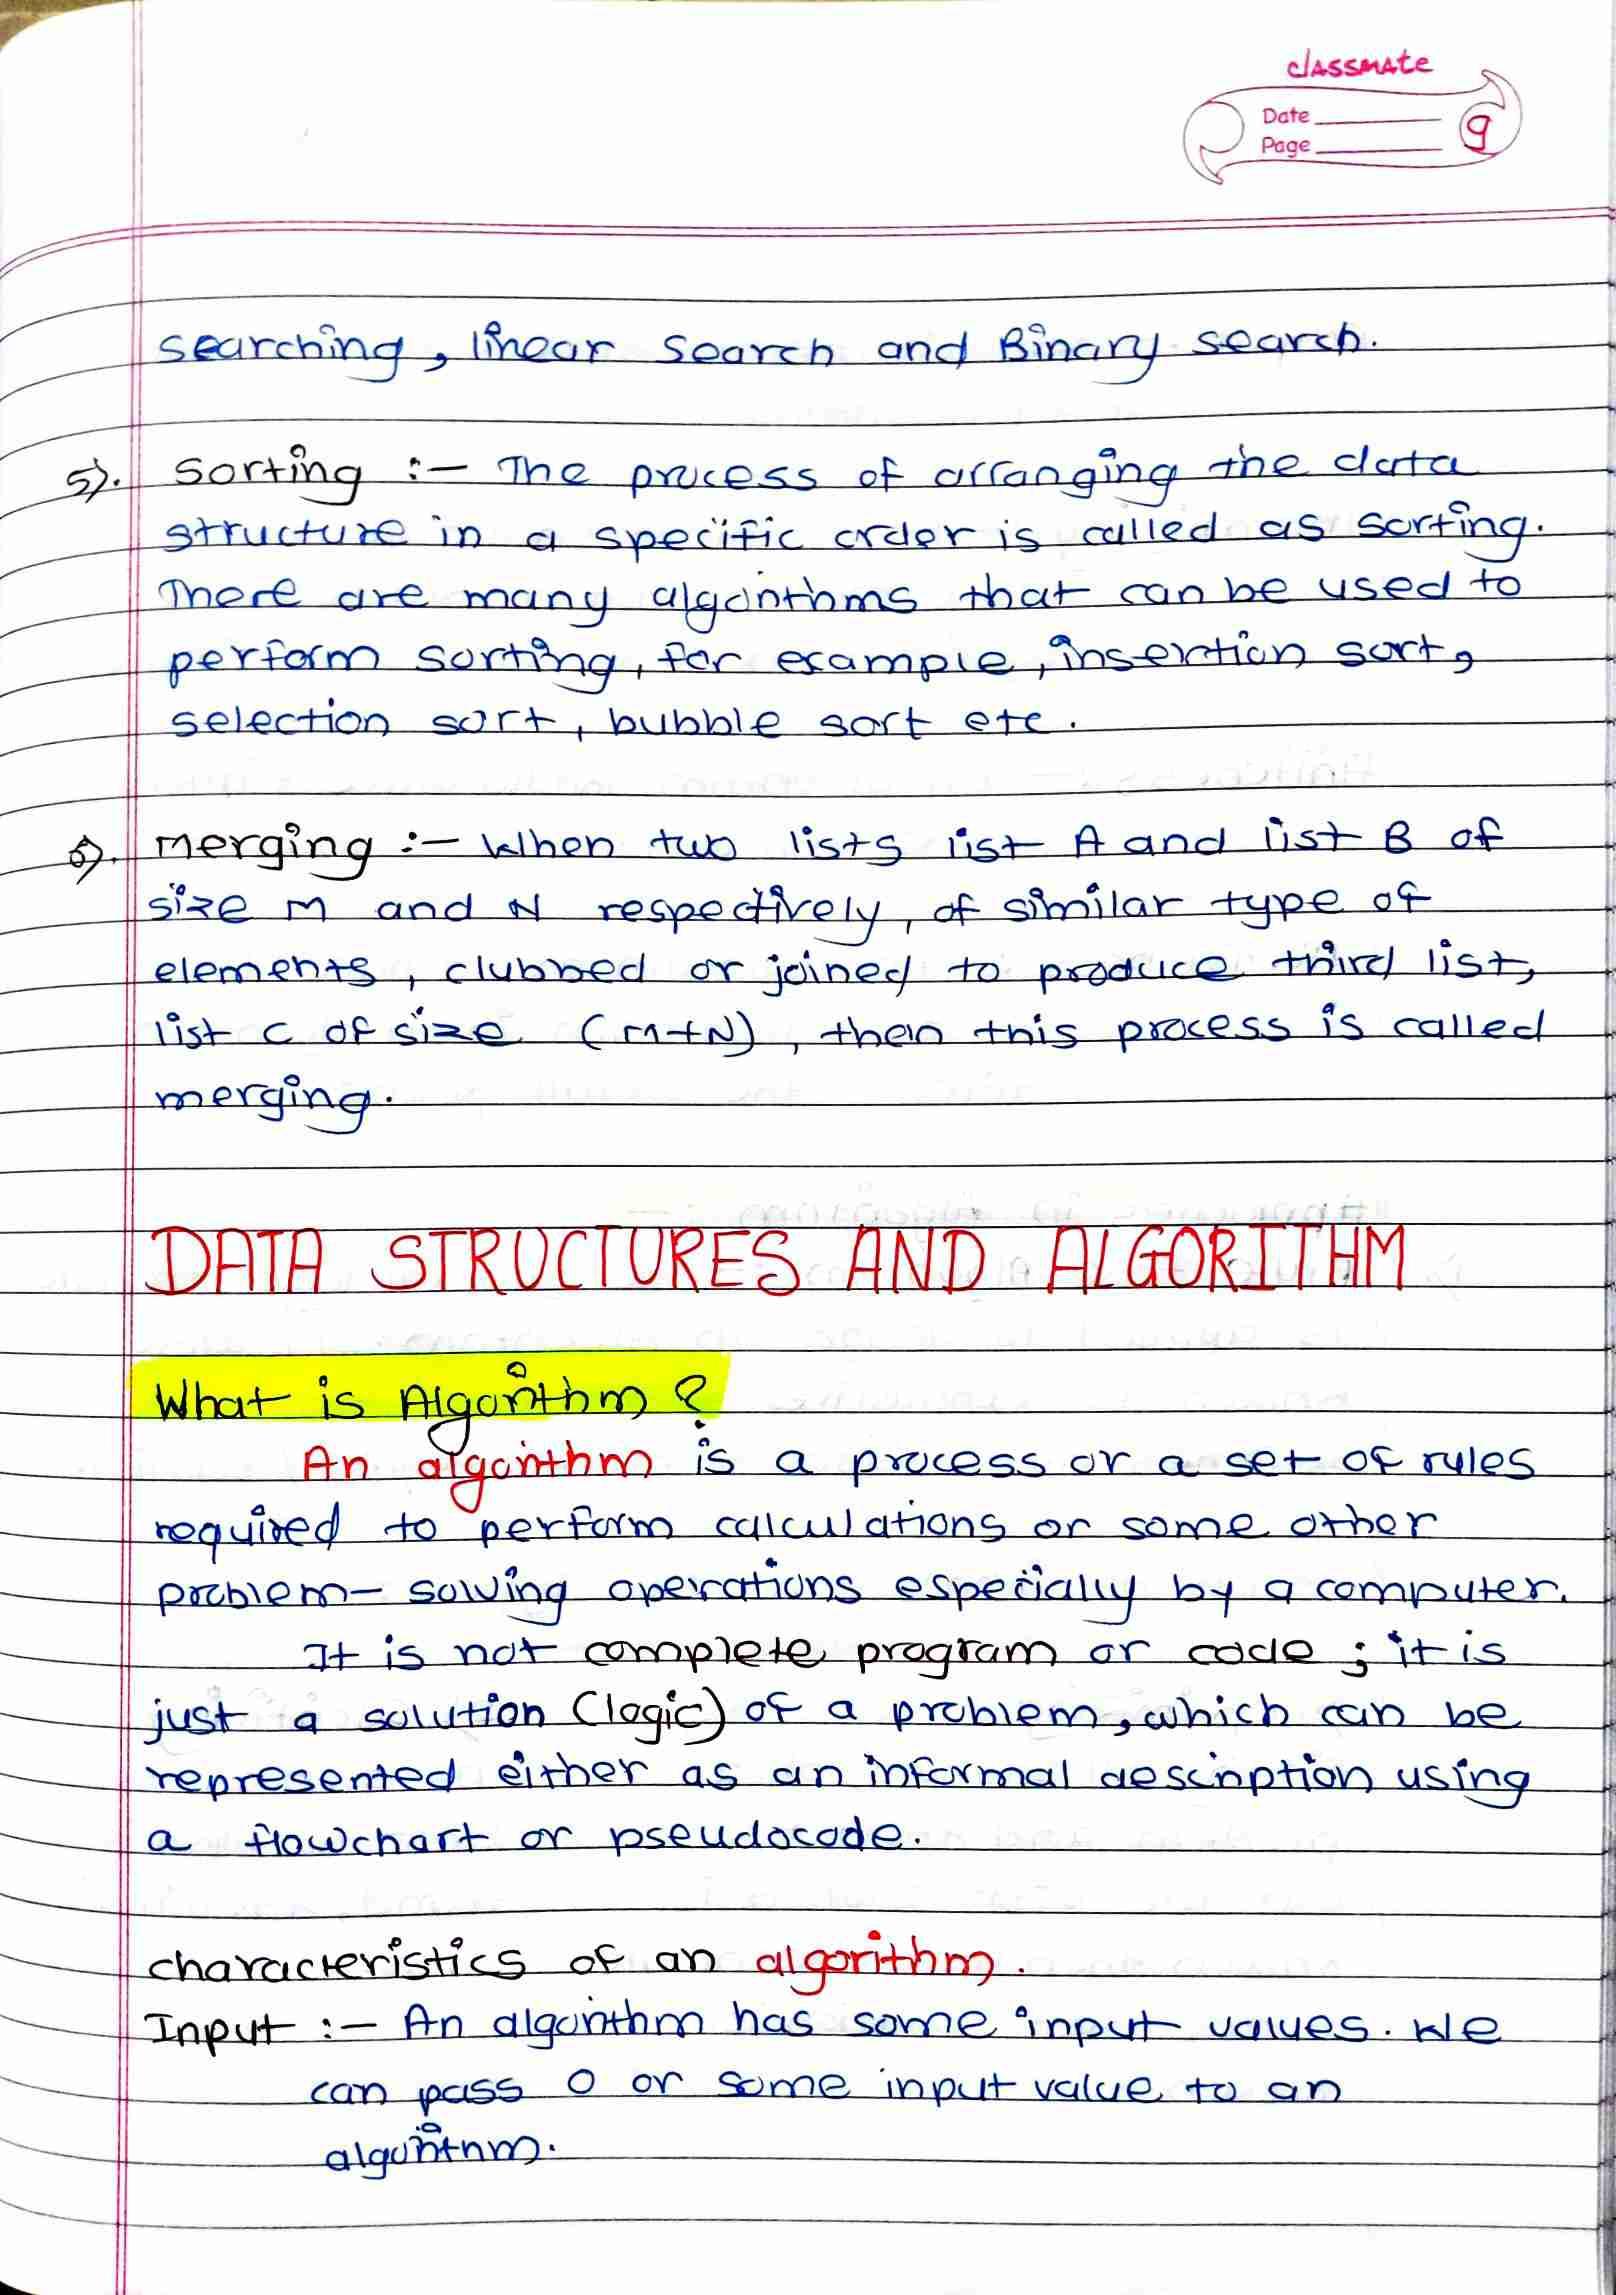 classmate
Date
Page
9
searching, linear search and Binary search.
5). Sorting :- The process of arranging the data
structure in a specific order is called as sorting.
There are many algorithms that can be used to
perform sorting, for example, insertion sort,
selection sort, bubble sort etc.
6). Merging :- When two lists list A and list B of
size M and N respectively, of similar type of
elements, clubbed or joined to produce third list,
list C of size (M+N), then this process is called
merging.
DATA STRUCTURES AND ALGORITHM
What is Algorithm ?
An algorithm is a process or a set of rules
required to perform calculations or some other
problem-solving operations especially by a computer.
It is not complete program or code ; it is
just a solution (logic) of a problem, which can be
represented either as an informal description using
a flowchart or pseudocode.
characteristics of an algorithm.
Input :- An algorithm has some input values. We
can pass 0 or some input value to an
algorithm.